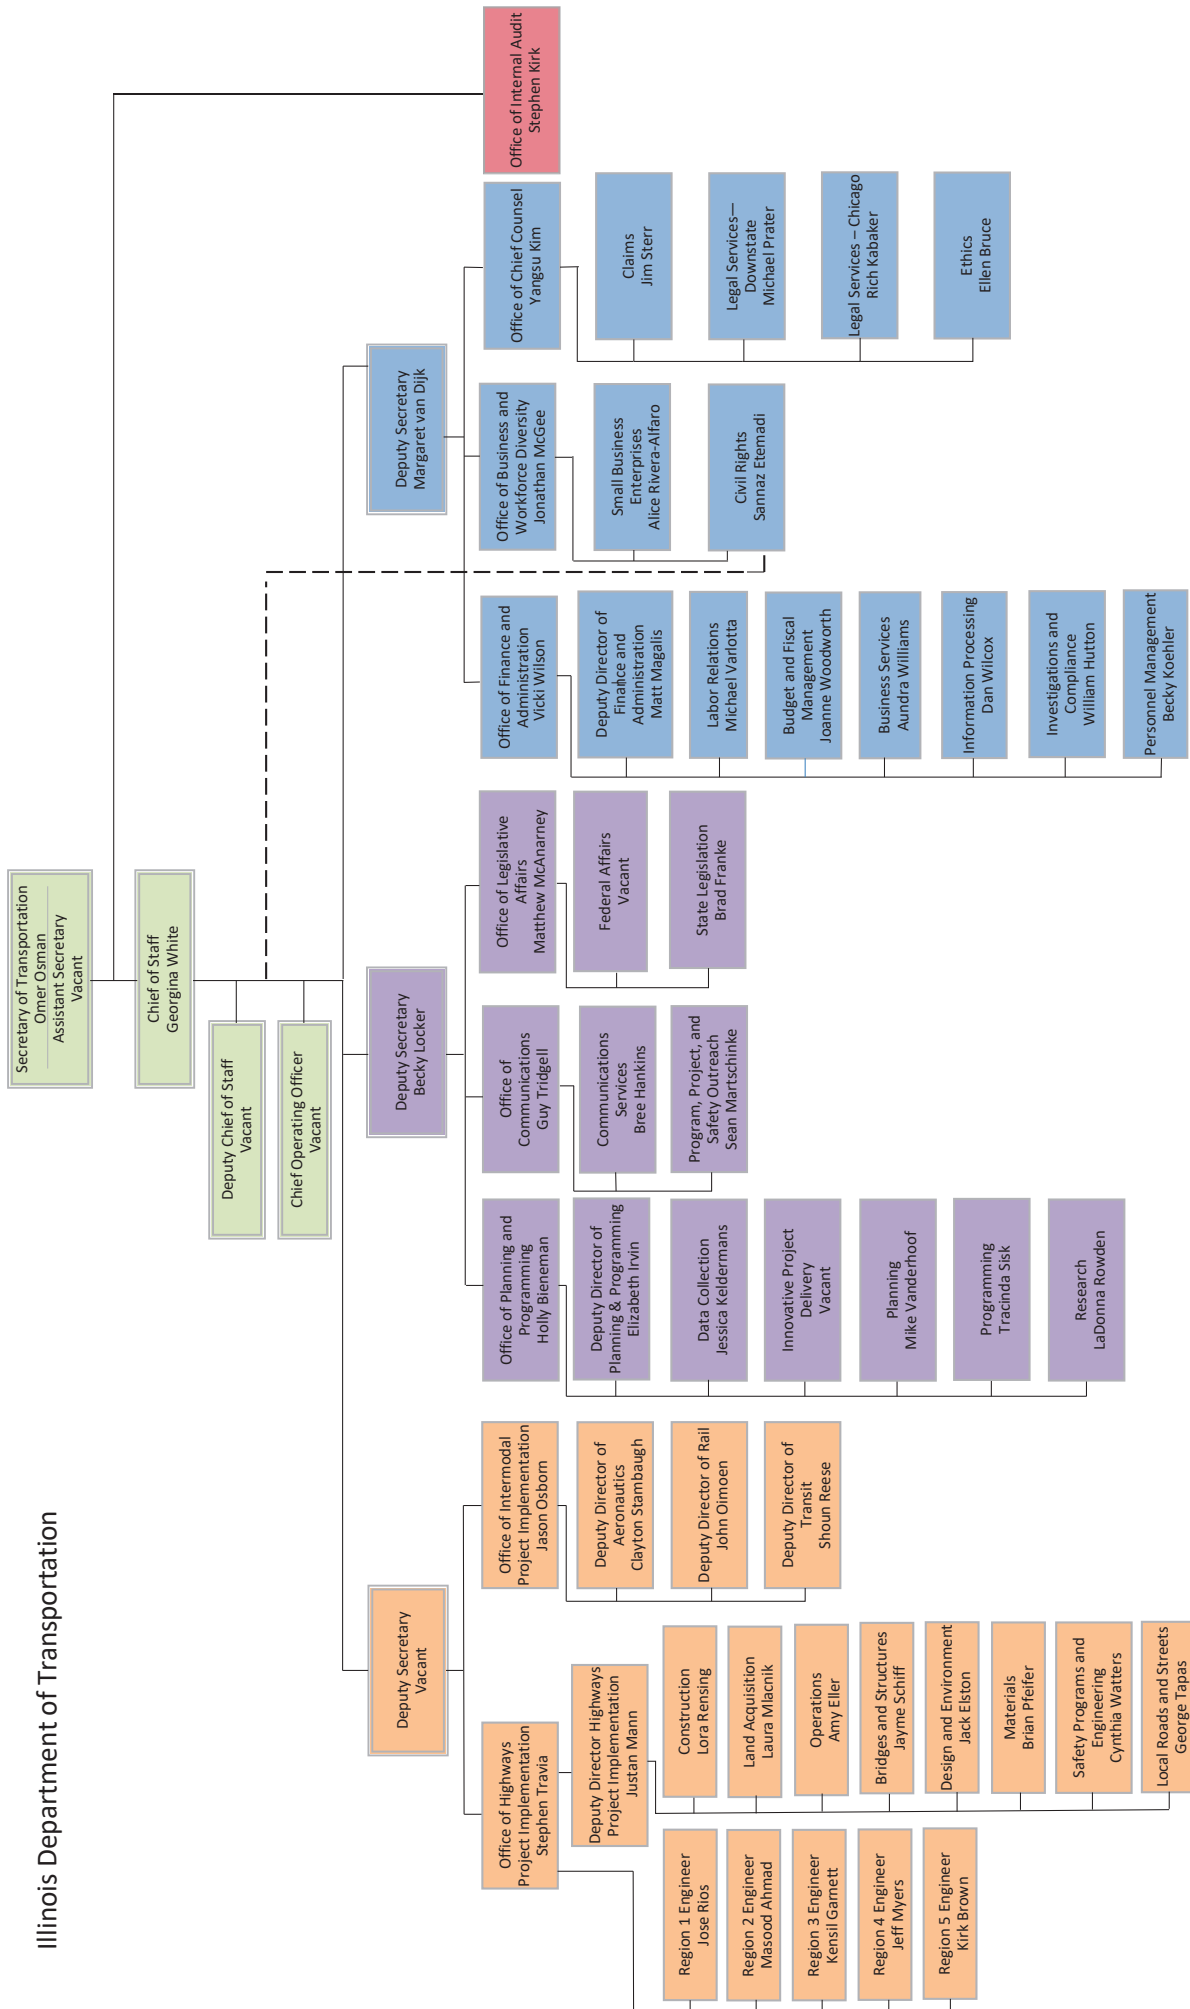 Illinois Department of Transportation
Secretary of Transportation
Omer Osman
Assistant Secretary
Vacant
Chief of Staff
Georgina White
Deputy Chief of Staff
Vacant
Chief Operating Officer
Vacant
Deputy Secretary
Vacant
Deputy Secretary
Becky Locker
Deputy Secretary
Margaret van Dijk
Office of Highways
Project Implementation
Stephen Travia
Region 1 Engineer
Jose Rios
Region 2 Engineer
Masood Ahmad
Region 3 Engineer
Kensil Garnett
Region 4 Engineer
Jeff Myers
Region 5 Engineer
Kirk Brown
Deputy Director Highways
Project Implementation
Justan Mann
Construction
Lora Rensing
Land Acquisition
Laura Mlacnik
Operations
Amy Eller
Bridges and Structures
Jayme Schiff
Design and Environment
Jack Elston
Materials
Brian Pfeifer
Safety Programs and
Engineering
Cynthia Watters
Local Roads and Streets
George Tapas
Office of Intermodal
Project Implementation
Jason Osborn
Deputy Director of
Aeronautics
Clayton Stambaugh
Deputy Director of Rail
John Oimoen
Deputy Director of
Transit
Shoun Reese
Office of Planning and
Programming
Holly Bieneman
Deputy Director of
Planning & Programming
Elizabeth Irvin
Data Collection
Jessica Keldermans
Innovative Project
Delivery
Vacant
Planning
Mike Vanderhoof
Programming
Tracinda Sisk
Research
LaDonna Rowden
Office of
Communications
Guy Tridgell
Communications
Services
Bree Hankins
Program, Project, and
Safety Outreach
Sean Martschinke
Office of Legislative
Affairs
Matthew McAnarney
Federal Affairs
Vacant
State Legislation
Brad Franke
Office of Finance and
Administration
Vicki Wilson
Deputy Director of
Finance and
Administration
Matt Magalis
Labor Relations
Michael Varlotta
Budget and Fiscal
Management
Joanne Woodworth
Business Services
Aundra Williams
Information Processing
Dan Wilcox
Investigations and
Compliance
William Hutton
Personnel Management
Becky Koehler
Office of Business and
Workforce Diversity
Jonathan McGee
Small Business
Enterprises
Alice Rivera-Alfaro
Civil Rights
Sannaz Etemadi
Office of Chief Counsel
Yangsu Kim
Claims
Jim Sterr
Legal Services—
Downstate
Michael Prater
Legal Services – Chicago
Rich Kabaker
Ethics
Ellen Bruce
Office of Internal Audit
Stephen Kirk